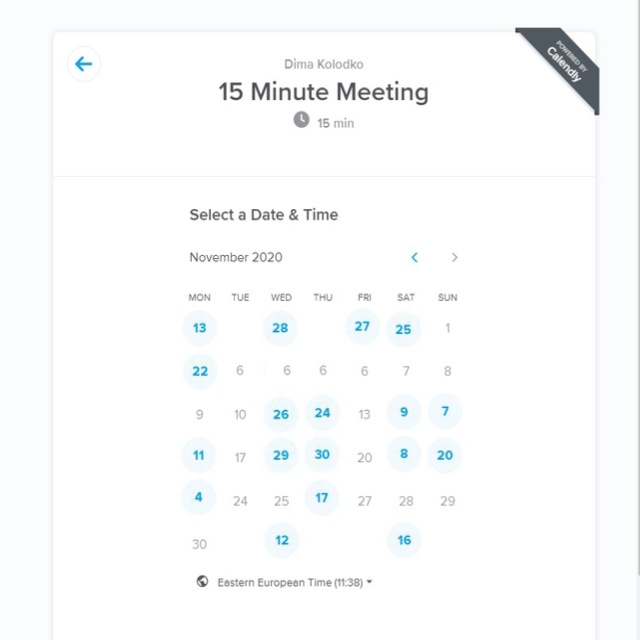 POWERED BY
Calendly
Dima Kolodko
15 Minute Meeting
15 min
Select a Date & Time
November 2020
MON TUE WED THU FRI SAT SUN
13 28 27 25 1
22 6 6 6 6 7 8
9 10 26 24 13 9 7
11 17 29 30 20 8 20
4 24 25 17 27 28 29
30 12 16
Eastern European Time (11:38)